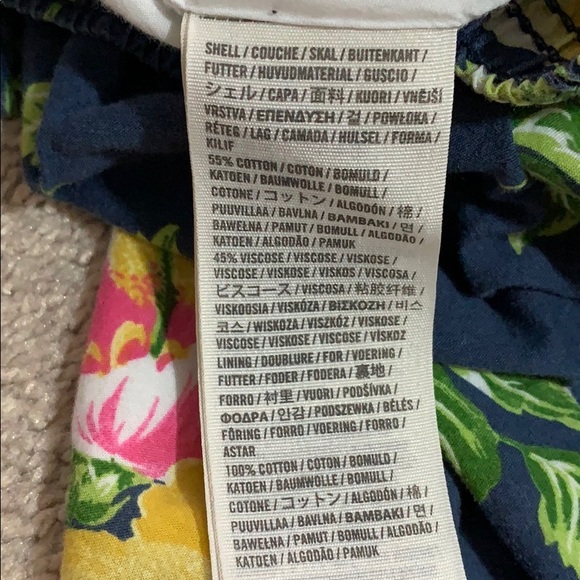 SHELL / COUCHE / SKAL / BUITENKANT /
FUTTER / HUVUDMATERIAL / GUSCIO /
シェル / CAPA / 面料 / KUORI / VNĚJŠÍ
VRSTVA / ΕΠΕΝΔΥΣΗ / 겉 / POWŁOKA /
RÉTEG / LAG / CAMADA / HULSEL / FORMA /
KILIF
55% COTTON / COTON / BOMULD /
KATOEN / BAUMWOLLE / BOMULL /
COTONE / コットン / ALGODÓN / 棉 /
PUUVILLAA / BAVLNA / ΒΑΜΒΑΚΙ / 면 /
BAWEŁNA / PAMUT / BOMULL / ALGODÃO /
KATOEN / ALGODÃO / PAMUK
45% VISCOSE / VISCOSE / VISKOSE /
VISCOSE / VISKOSE / VISKOS / VISCOSA
/ ビスコース / VISCOSA / 粘胶纤维 /
VISKOOSIA / VISKÓZA / ΒΙΣΚΟΖΗ / 비스
코스 / WISKOZA / VISZKÓZ / VISKOSE /
VISCOSE / VISKOSE / VISCOSE / VİSKOZ
LINING / DOUBLURE / FOR / VOERING /
FUTTER / FODER / FODERA / 裏地 /
FORRO / 衬里 / VUORI / PODŠÍVKA /
ΦΟΔΡΑ / 안감 / PODSZEWKA / BÉLÉS /
FÔRING / FORRO / VOERING / FORRO /
ASTAR
100% COTTON / COTON / BOMULD /
KATOEN / BAUMWOLLE / BOMULL /
COTONE / コットン / ALGODÓN / 棉 /
PUUVILLAA / BAVLNA / ΒΑΜΒΑΚΙ / 면 /
BAWEŁNA / PAMUT / BOMULL / ALGODÃO /
KATOEN / ALGODÃO / PAMUK